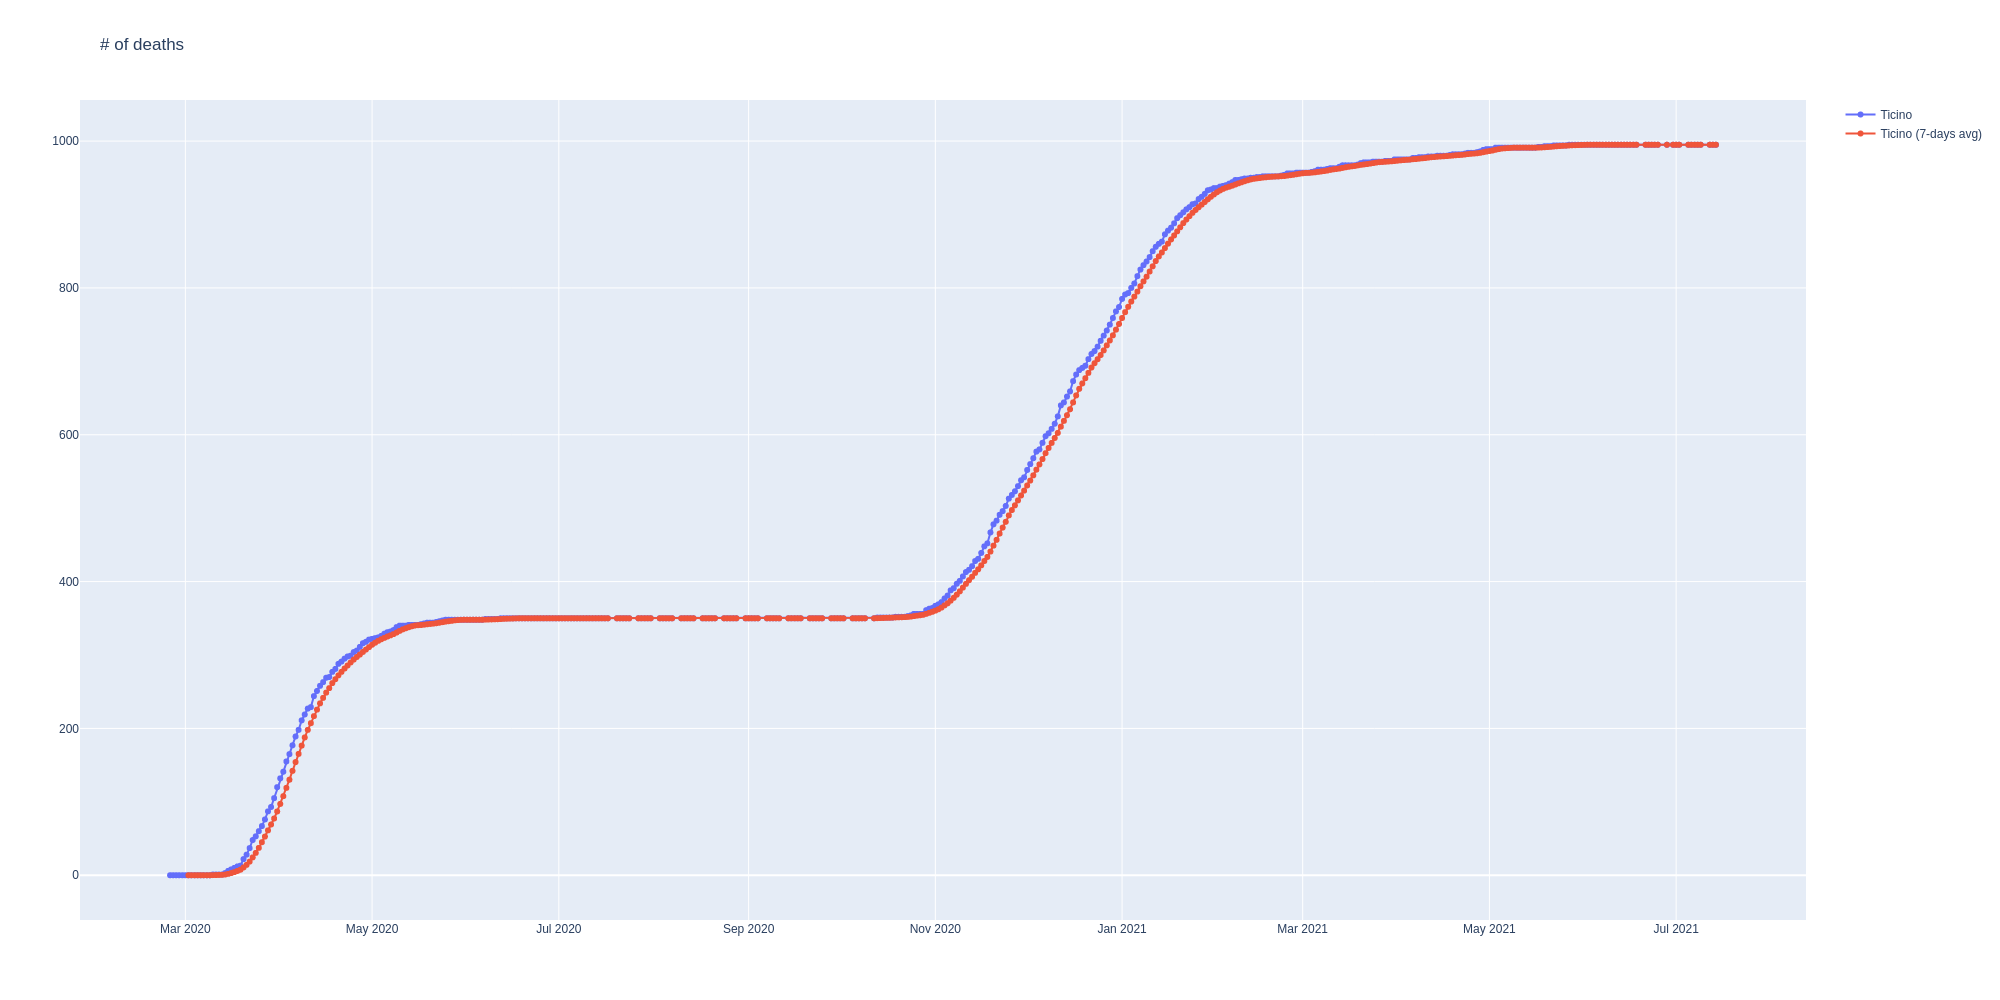 # of deaths
Ticino
Ticino (7-days avg)
1000
800
600
400
200
0
Mar 2020
May 2020
Jul 2020
Sep 2020
Nov 2020
Jan 2021
Mar 2021
May 2021
Jul 2021